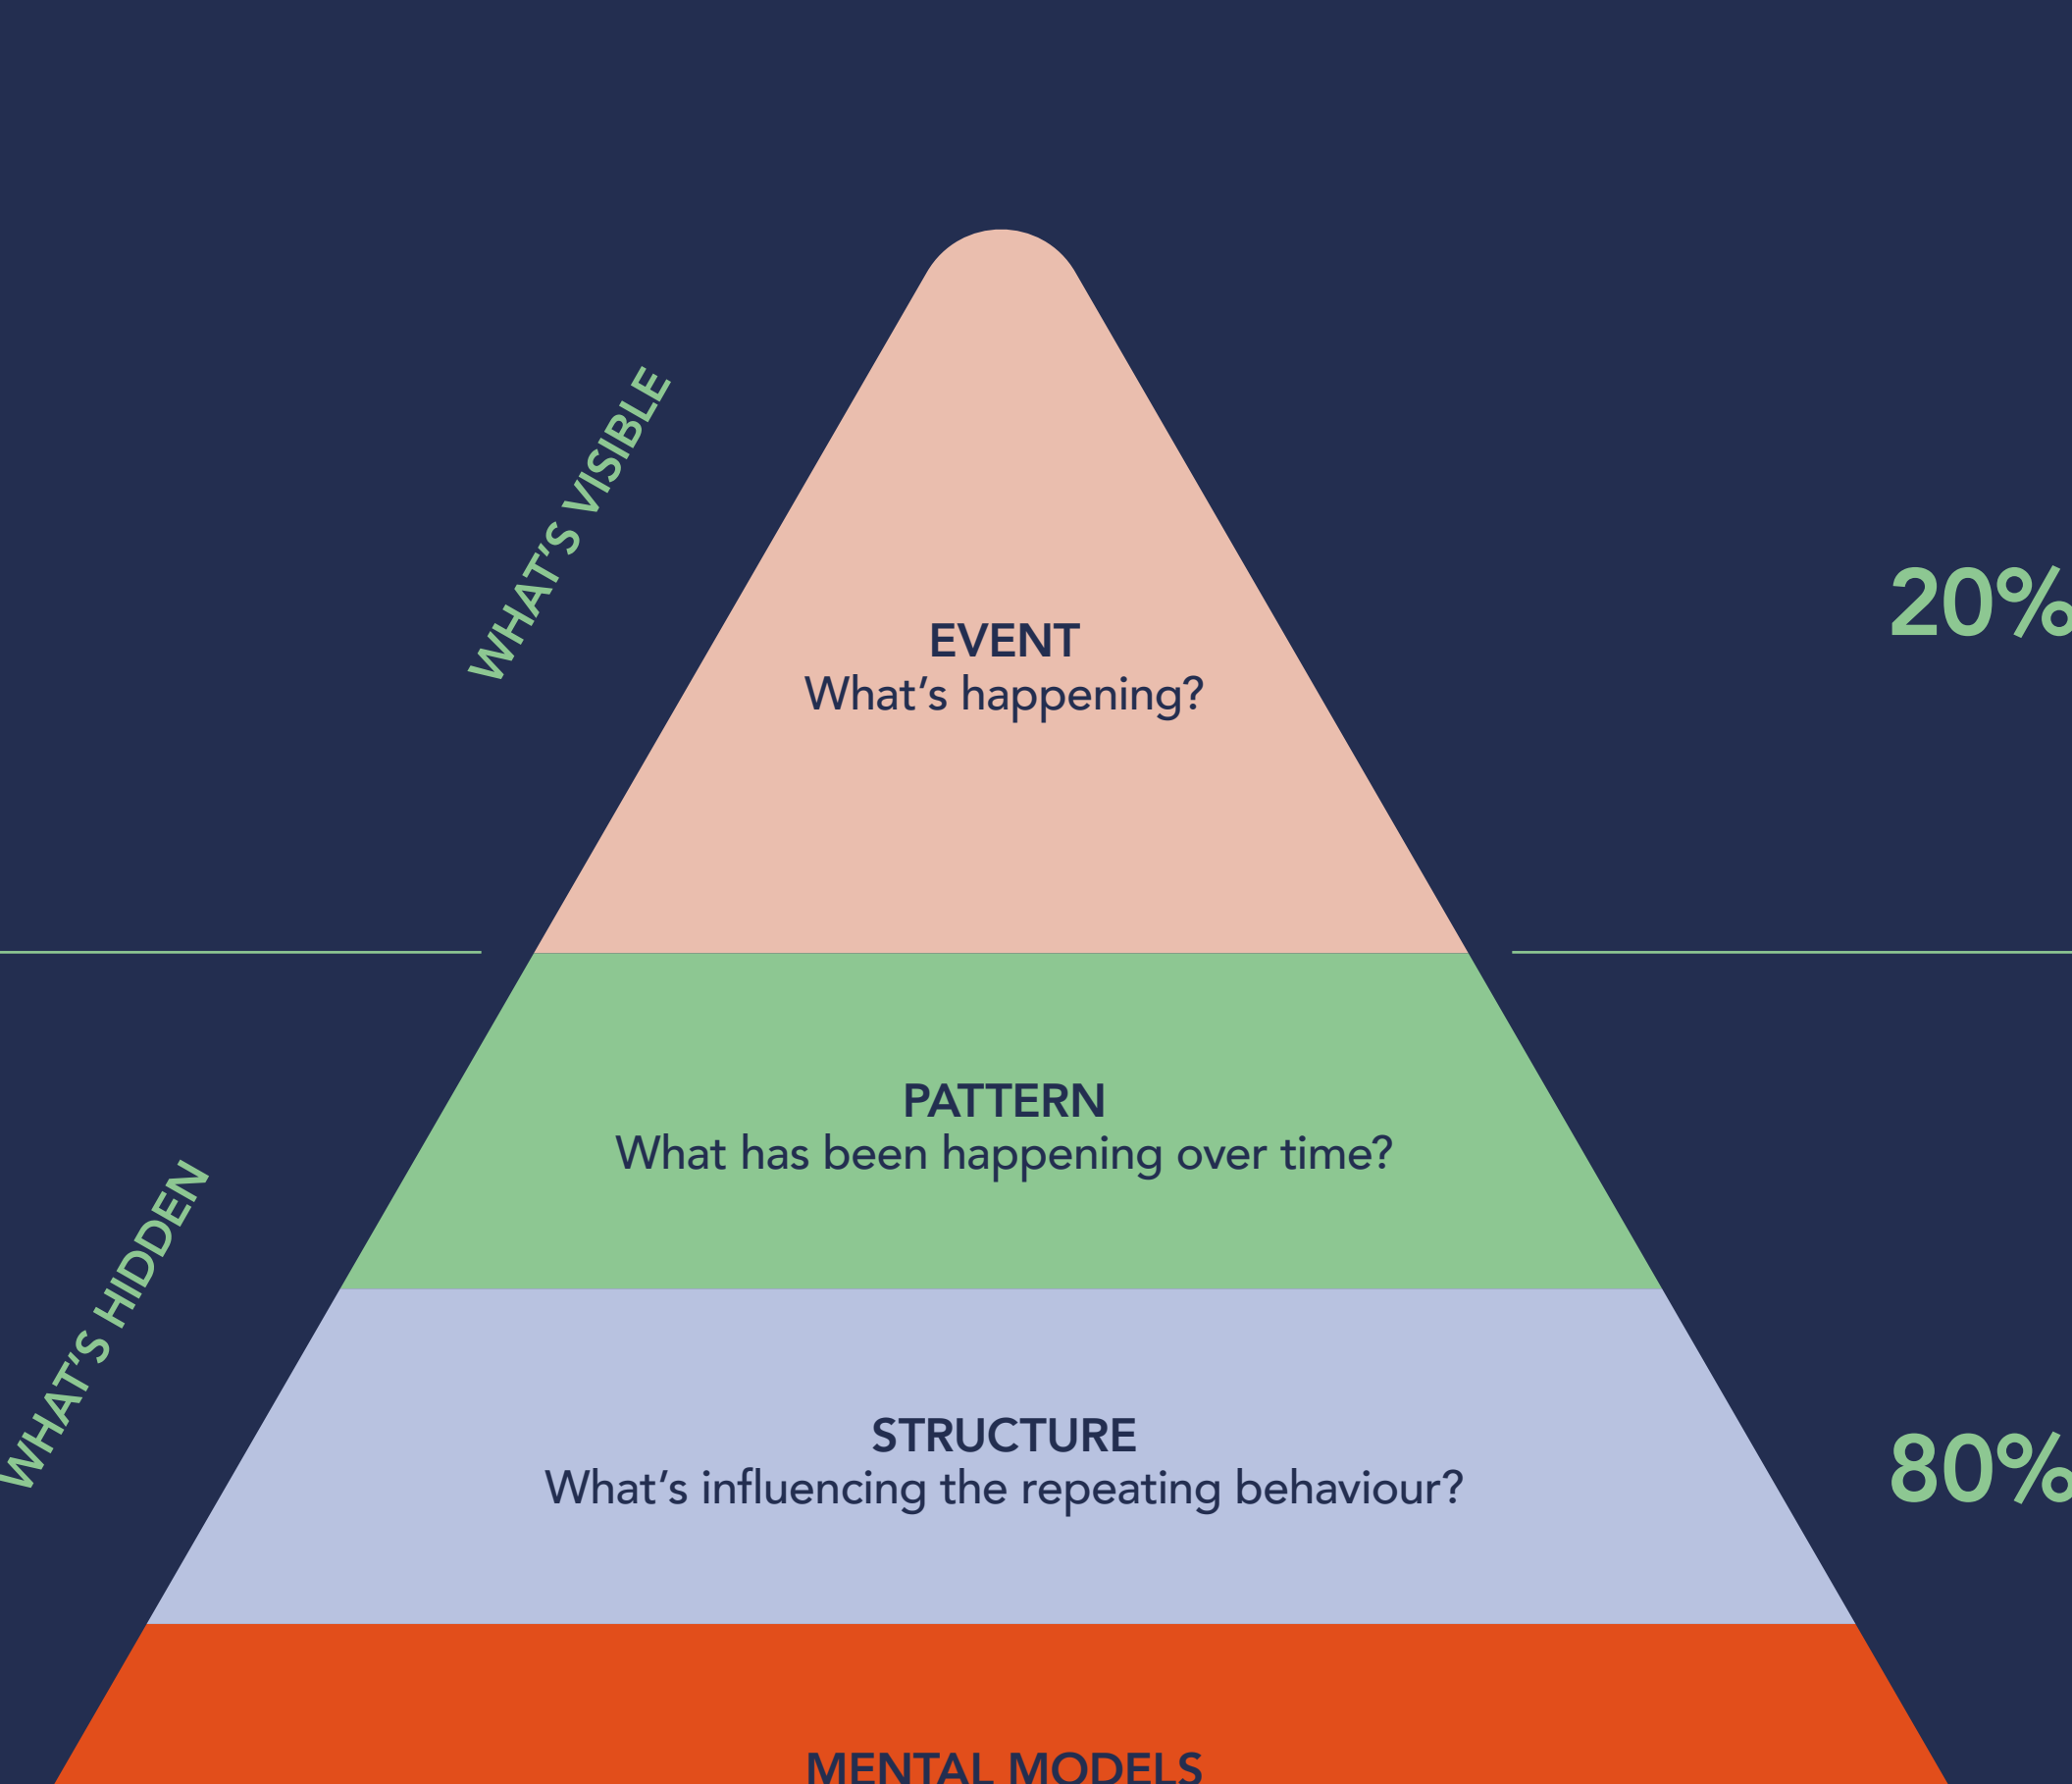 WHAT'S VISIBLE
EVENT
What's happening?
20%
PATTERN
What has been happening over time?
WHAT'S HIDDEN
STRUCTURE
What's influencing the repeating behaviour?
80%
MENTAL MODELS